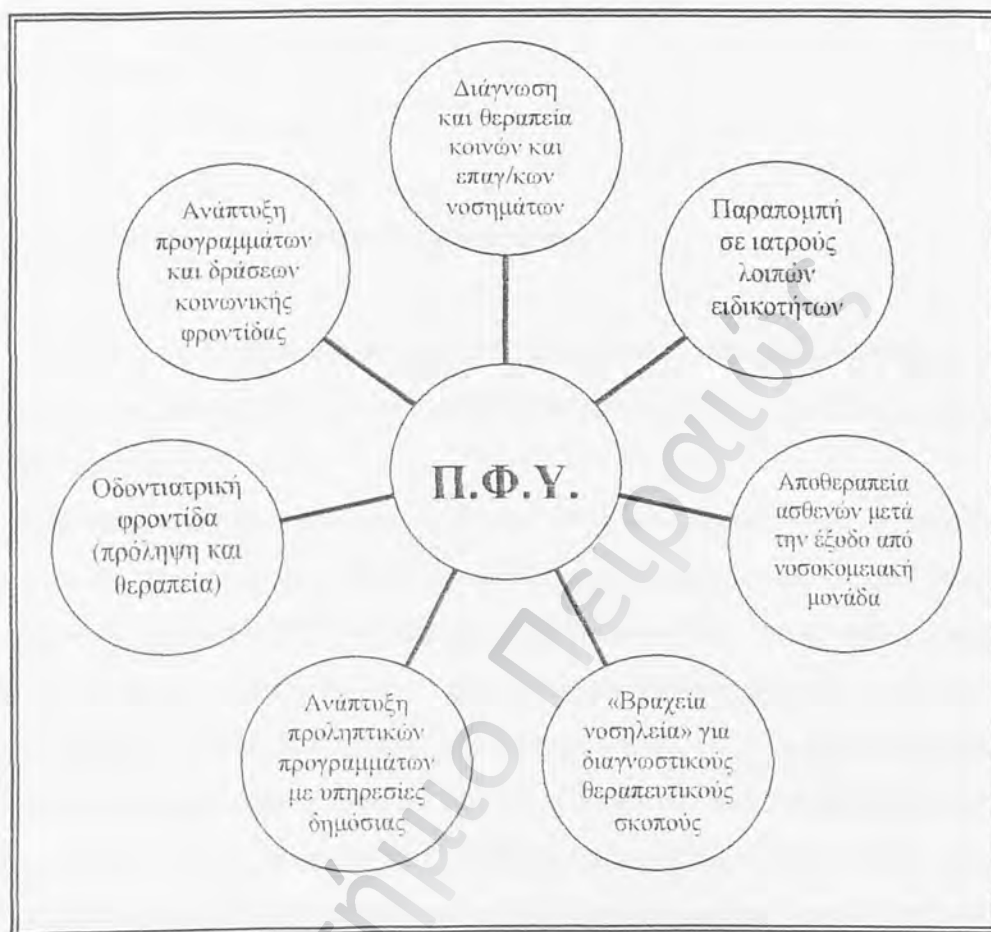 Διάγνωση
και θεραπεία
κοινών και
επαγ/κων
νοσημάτων
Παραπομπή
σε ιατρούς
λοιπών
ειδικοτήτων
Αποθεραπεία
ασθενών μετά
την έξοδο από
νοσοκομειακή
μονάδα
«Βραχεία
νοσηλεία» για
διαγνωστικούς
θεραπευτικούς
σκοπούς
Ανάπτυξη
προληπτικών
προγραμμάτων
με υπηρεσίες
δημόσιας
Οδοντιατρική
φροντίδα
(πρόληψη και
θεραπεία)
Ανάπτυξη
προγραμμάτων
και δράσεων
κοινωνικής
φροντίδας
Π.Φ.Υ.
Πειραιώς